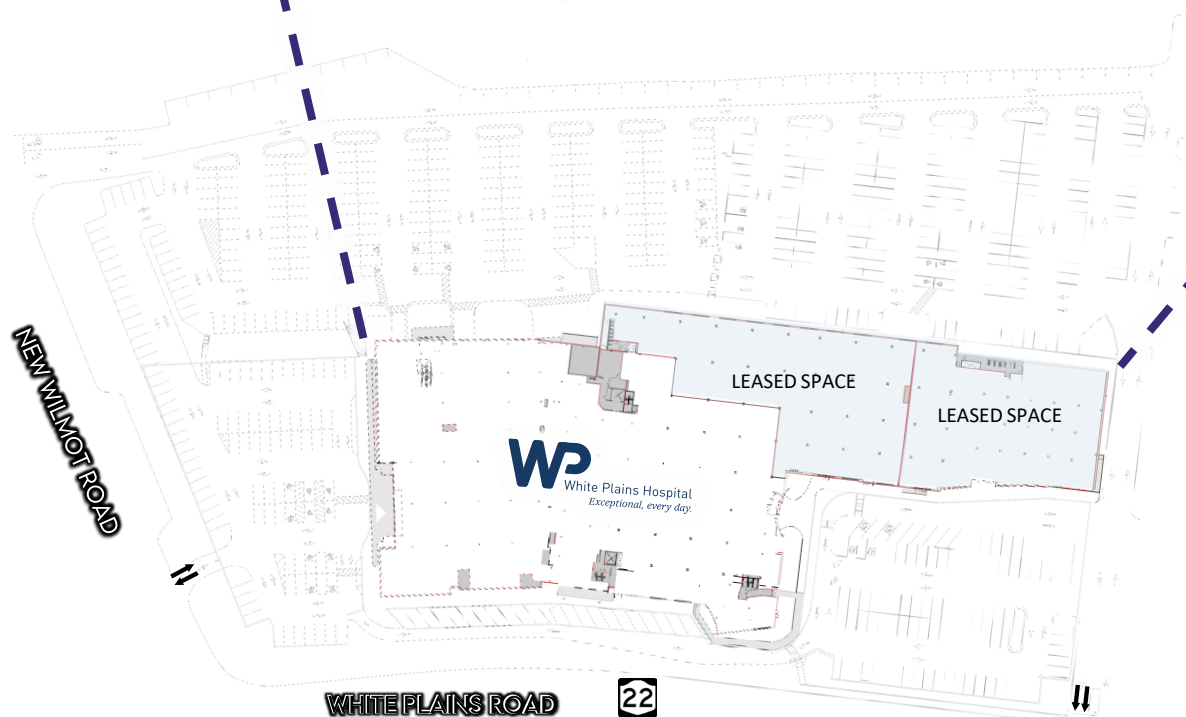 LEASED SPACE
LEASED SPACE
NEW WILMOT ROAD
WP
White Plains Hospital
Exceptional, every day.
WHITE PLAINS ROAD
22